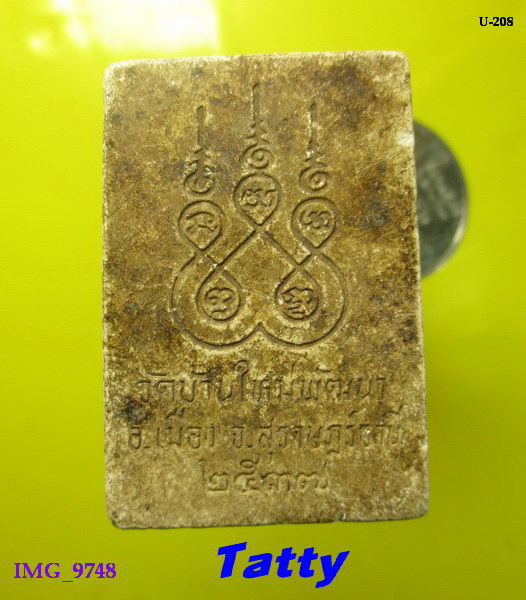 U-208
วัดบ้านใหม่พัฒนา
อ.เมือง จ.สุราษฎร์ธานี
๒๕๓๗
IMG_9748
Tatty